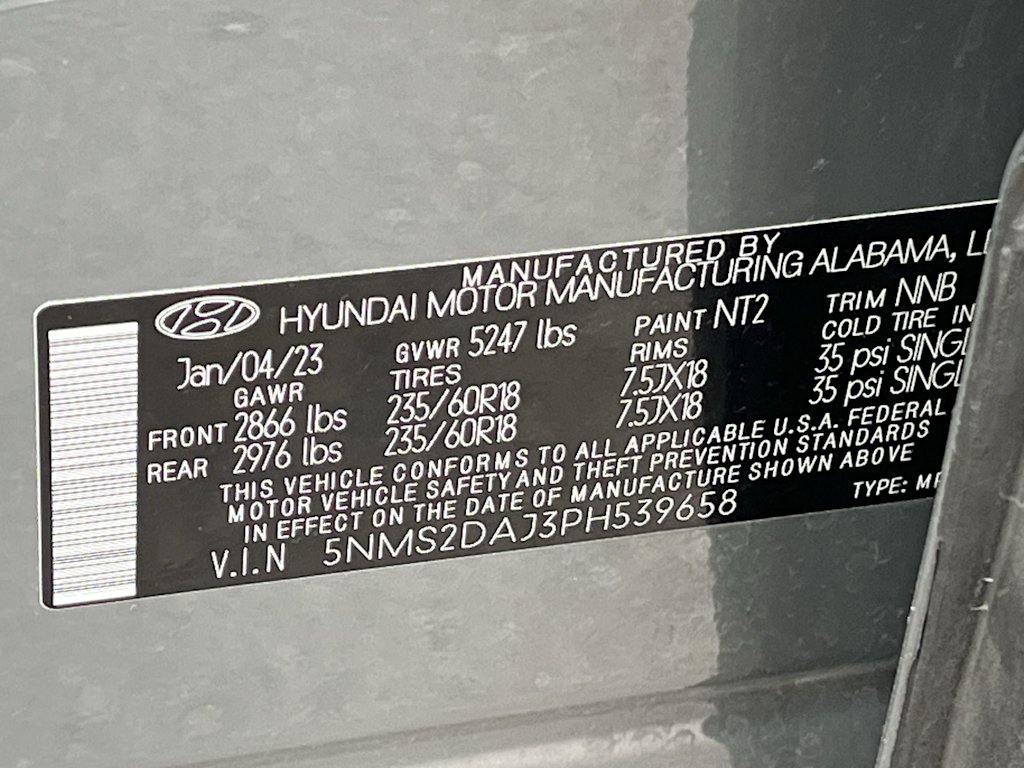 MANUFACTURED BY
HYUNDAI MOTOR MANUFACTURING ALABAMA,
Jan/04/23 GVWR 5247 lbs PAINT NT2 TRIM NNB
GAWR TIRES RIMS COLD TIRE
FRONT 2866 lbs 235/60R18 7.5JX18 35 psi
REAR 2976 lbs 235/60R18 7.5JX18 35 psi
THIS VEHICLE CONFORMS TO ALL APPLICABLE U.S.A. FEDERAL
MOTOR VEHICLE SAFETY AND THEFT PREVENTION STANDARDS
IN EFFECT ON THE DATE OF MANUFACTURE SHOWN ABOVE
V.I.N 5NMS2DAJ3PH539658 TYPE: